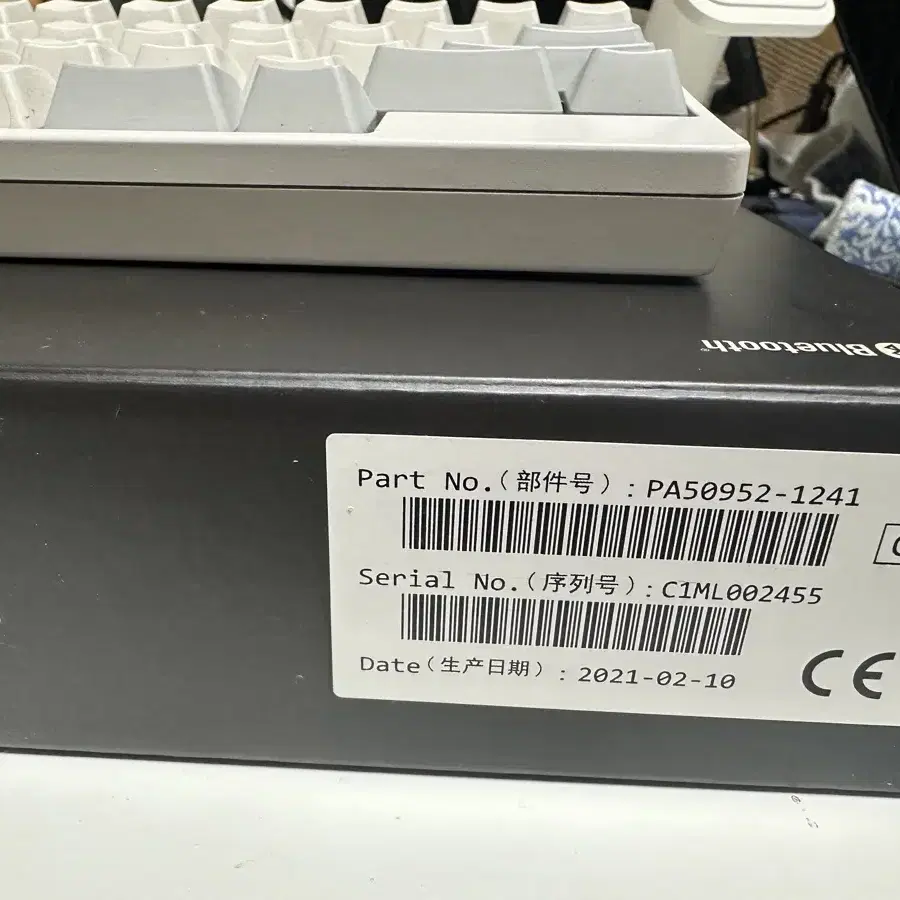 Bluetooth
Part No.(部件号):PA50952-1241
Serial No.(序列号):C1ML002455
Date(生产日期):2021-02-10
CE